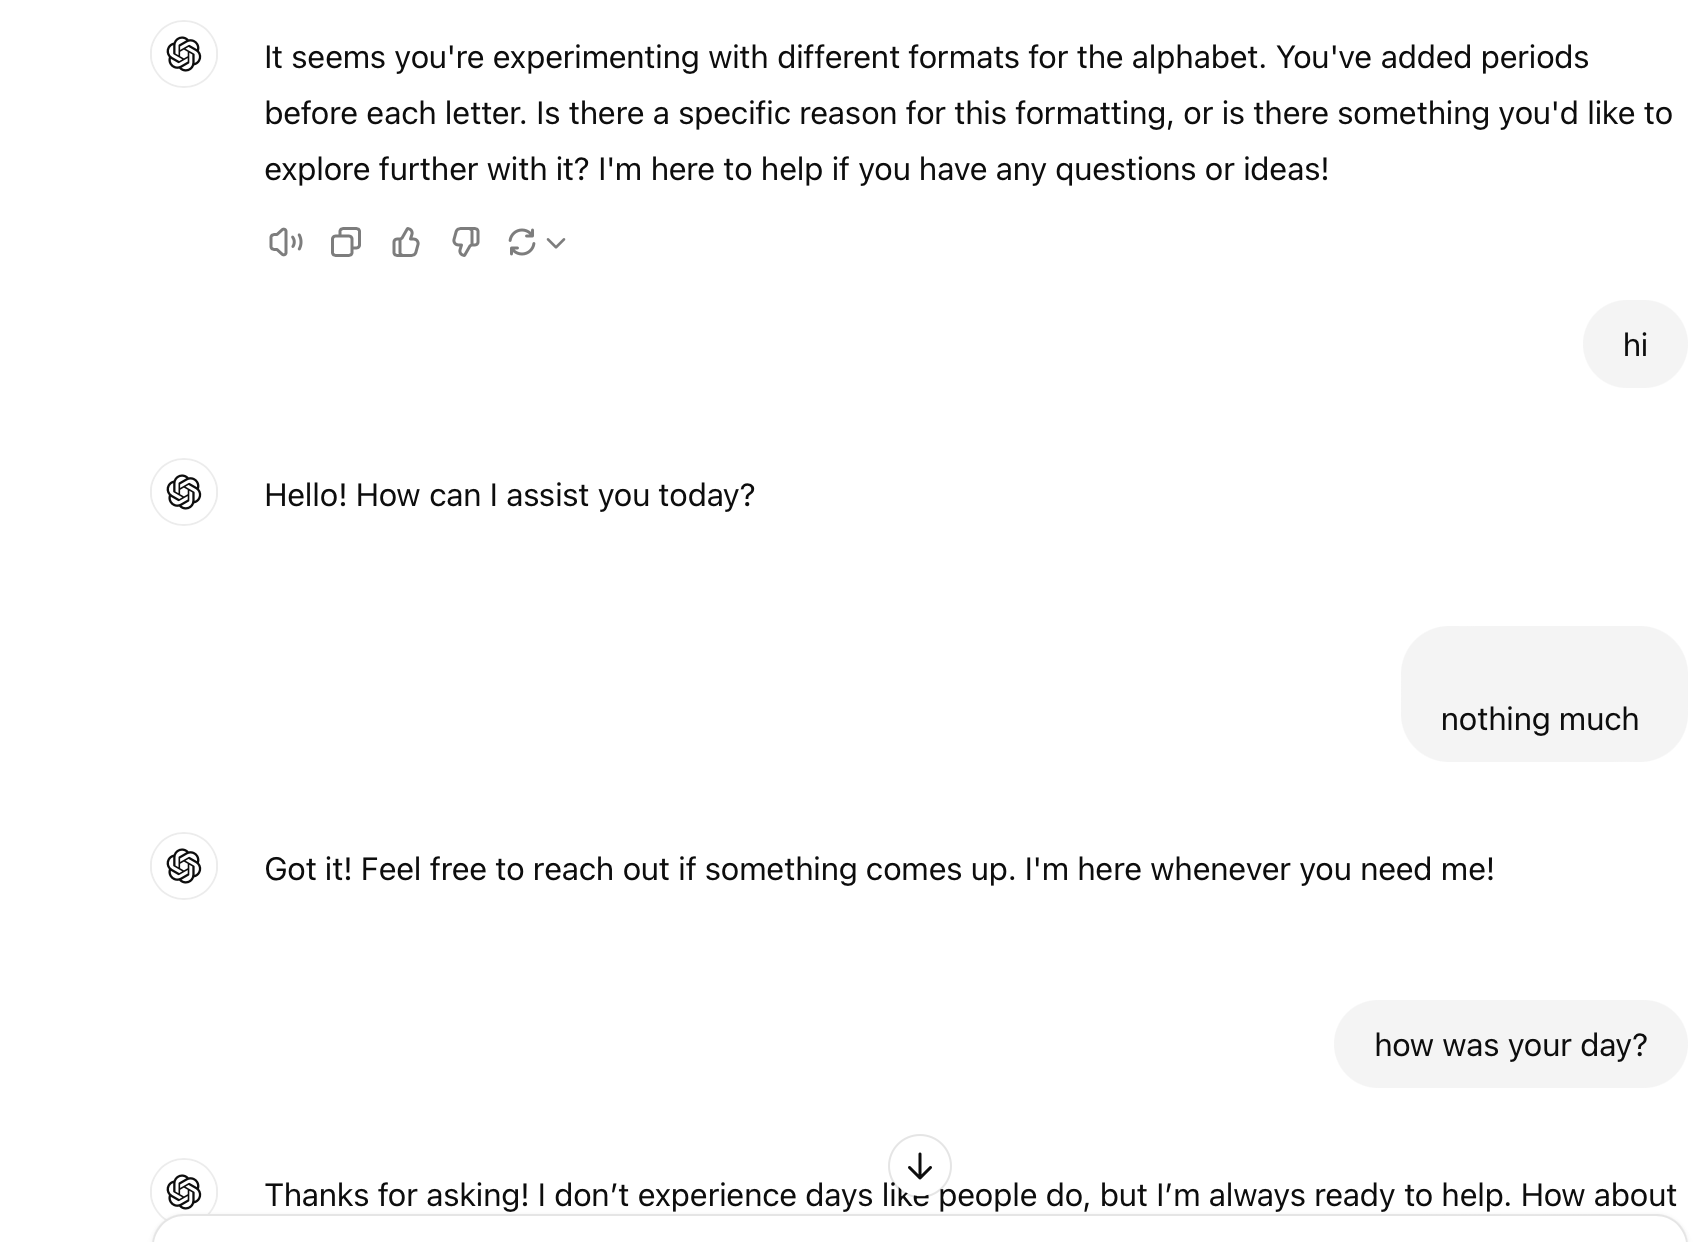 It seems you're experimenting with different formats for the alphabet. You've added periods
before each letter. Is there a specific reason for this formatting, or is there something you'd like to
explore further with it? I'm here to help if you have any questions or ideas!
hi
Hello! How can I assist you today?
nothing much
Got it! Feel free to reach out if something comes up. I'm here whenever you need me!
how was your day?
Thanks for asking! I don’t experience days like people do, but I’m always ready to help. How about